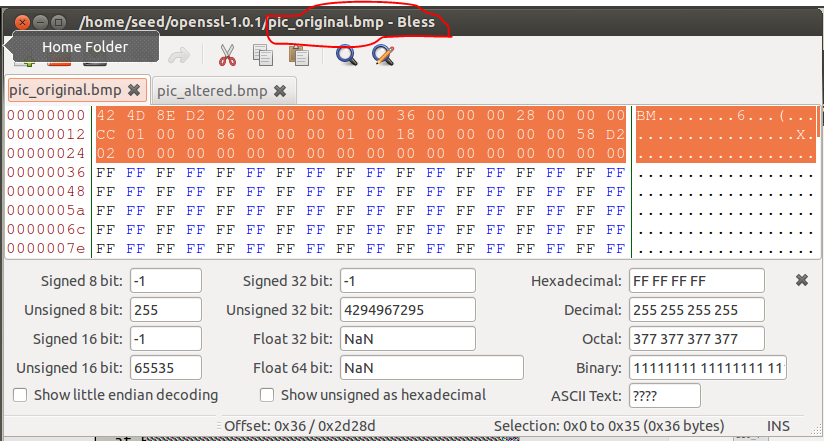 /home/seed/openssl-1.0.1/pic_original.bmp - Bless
Home Folder
pic_original.bmp ✖ pic_altered.bmp ✖
00000000 42 4D 8E D2 02 00 00 00 00 00 36 00 00 00 28 00 00 00 BM........6...(...
00000012 CC 01 00 00 86 00 00 00 01 00 18 00 00 00 00 00 58 D2 ................X.
00000024 02 00 00 00 00 00 00 00 00 00 00 00 00 00 00 00 00 00 ..................
00000036 FF FF FF FF FF FF FF FF FF FF FF FF FF FF FF FF FF FF ..................
00000048 FF FF FF FF FF FF FF FF FF FF FF FF FF FF FF FF FF FF ..................
0000005a FF FF FF FF FF FF FF FF FF FF FF FF FF FF FF FF FF FF ..................
0000006c FF FF FF FF FF FF FF FF FF FF FF FF FF FF FF FF FF FF ..................
0000007e FF FF FF FF FF FF FF FF FF FF FF FF FF FF FF FF FF FF ..................
Signed 8 bit: -1 Signed 32 bit: -1 Hexadecimal: FF FF FF FF
Unsigned 8 bit: 255 Unsigned 32 bit: 4294967295 Decimal: 255 255 255 255
Signed 16 bit: -1 Float 32 bit: NaN Octal: 377 377 377 377
Unsigned 16 bit: 65535 Float 64 bit: NaN Binary: 11111111 11111111 11
Show little endian decoding Show unsigned as hexadecimal ASCII Text: ????
Offset: 0x36 / 0x2d28d Selection: 0x0 to 0x35 (0x36 bytes) INS